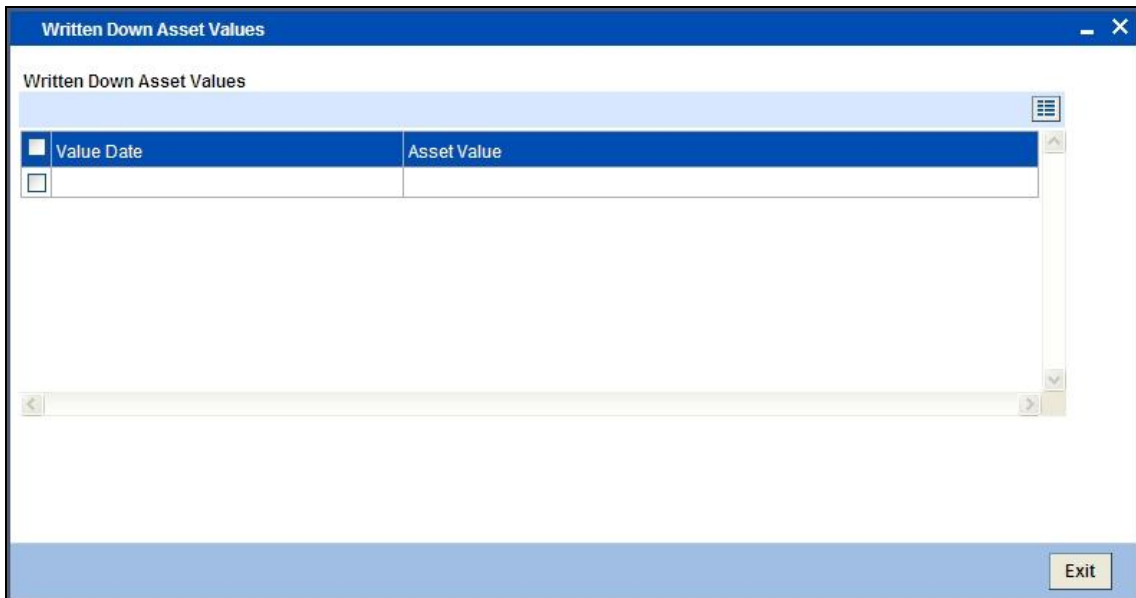 Written Down Asset Values
Written Down Asset Values
Value Date Asset Value
Exit